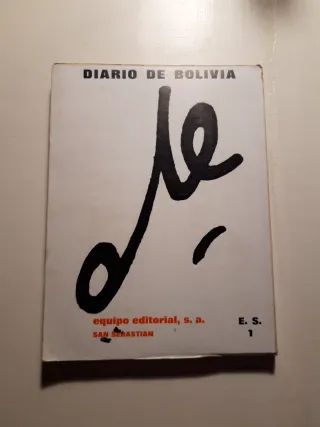 DIARIO DE BOLIVIA
equipo editorial, s. a.
SAN SEBASTIAN
E. S.
1